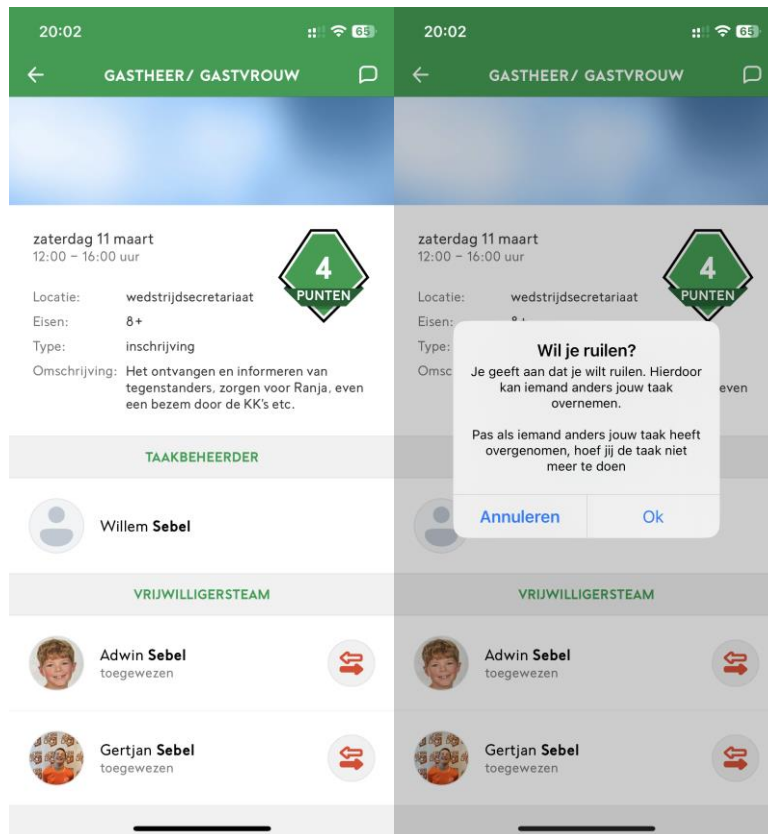 20:02
65
GASTHEER/ GASTVROUW
zaterdag 11 maart
12:00 – 16:00 uur
4
PUNTEN
Locatie: wedstrijdsecretariaat
Eisen: 8+
Type: inschrijving
Omschrijving: Het ontvangen en informeren van
tegenstanders, zorgen voor Ranja, even
een bezem door de KK's etc.
TAAKBEHEERDER
Willem Sebel
VRIJWILLIGERSTEAM
Adwin Sebel
toegewezen
Gertjan Sebel
toegewezen
20:02
65
GASTHEER/ GASTVROUW
zaterdag 11 maart
12:00 – 16:00 uur
4
PUNTEN
Locatie: wedstrijdsecretariaat
Eisen:
Type:
Omsc
even
Wil je ruilen?
Je geeft aan dat je wilt ruilen. Hierdoor
kan iemand anders jouw taak
overnemen.
Pas als iemand anders jouw taak heeft
overgenomen, hoef jij de taak niet
meer te doen
Annuleren
Ok
VRIJWILLIGERSTEAM
Adwin Sebel
toegewezen
Gertjan Sebel
toegewezen